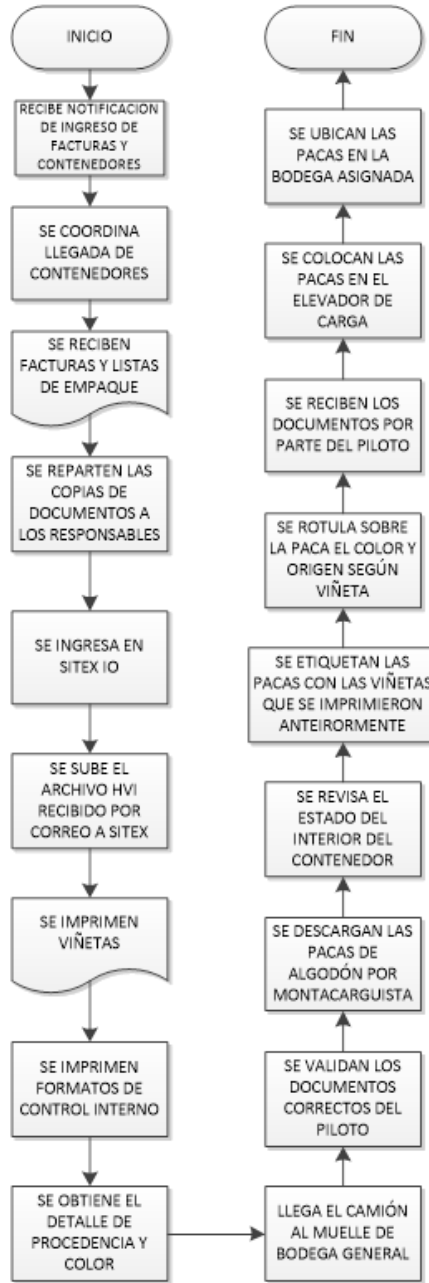 INICIO
RECIBE NOTIFICACION
DE INGRESO DE
FACTURAS Y
CONTENEDORES
SE COORDINA
LLEGADA DE
CONTENEDORES
SE RECIBEN
FACTURAS Y LISTAS
DE EMPAQUE
SE REPARTEN LAS
COPIAS DE
DOCUMENTOS A
LOS RESPONSABLES
SE INGRESA EN
SITEX IO
SE SUBE EL
ARCHIVO HVI
RECIBIDO POR
CORREO A SITEX
SE IMPRIMEN
VIÑETAS
SE IMPRIMEN
FORMATOS DE
CONTROL INTERNO
SE OBTIENE EL
DETALLE DE
PROCEDENCIA Y
COLOR
LLEGA EL CAMIÓN
AL MUELLE DE
BODEGA GENERAL
SE VALIDAN LOS
DOCUMENTOS
CORRECTOS DEL
PILOTO
SE DESCARGAN LAS
PACAS DE
ALGODÓN POR
MONTACARGUISTA
SE REVISA EL
ESTADO DEL
INTERIOR DEL
CONTENEDOR
SE ETIQUETAN LAS
PACAS CON LAS VIÑETAS
QUE SE IMPRIMIERON
ANTEIRORMENTE
SE ROTULA SOBRE
LA PACA EL COLOR Y
ORIGEN SEGÚN
VIÑETA
SE RECIBEN LOS
DOCUMENTOS POR
PARTE DEL PILOTO
SE COLOCAN LAS
PACAS EN EL
ELEVADOR DE
CARGA
SE UBICAN LAS
PACAS EN LA
BODEGA ASIGNADA
FIN